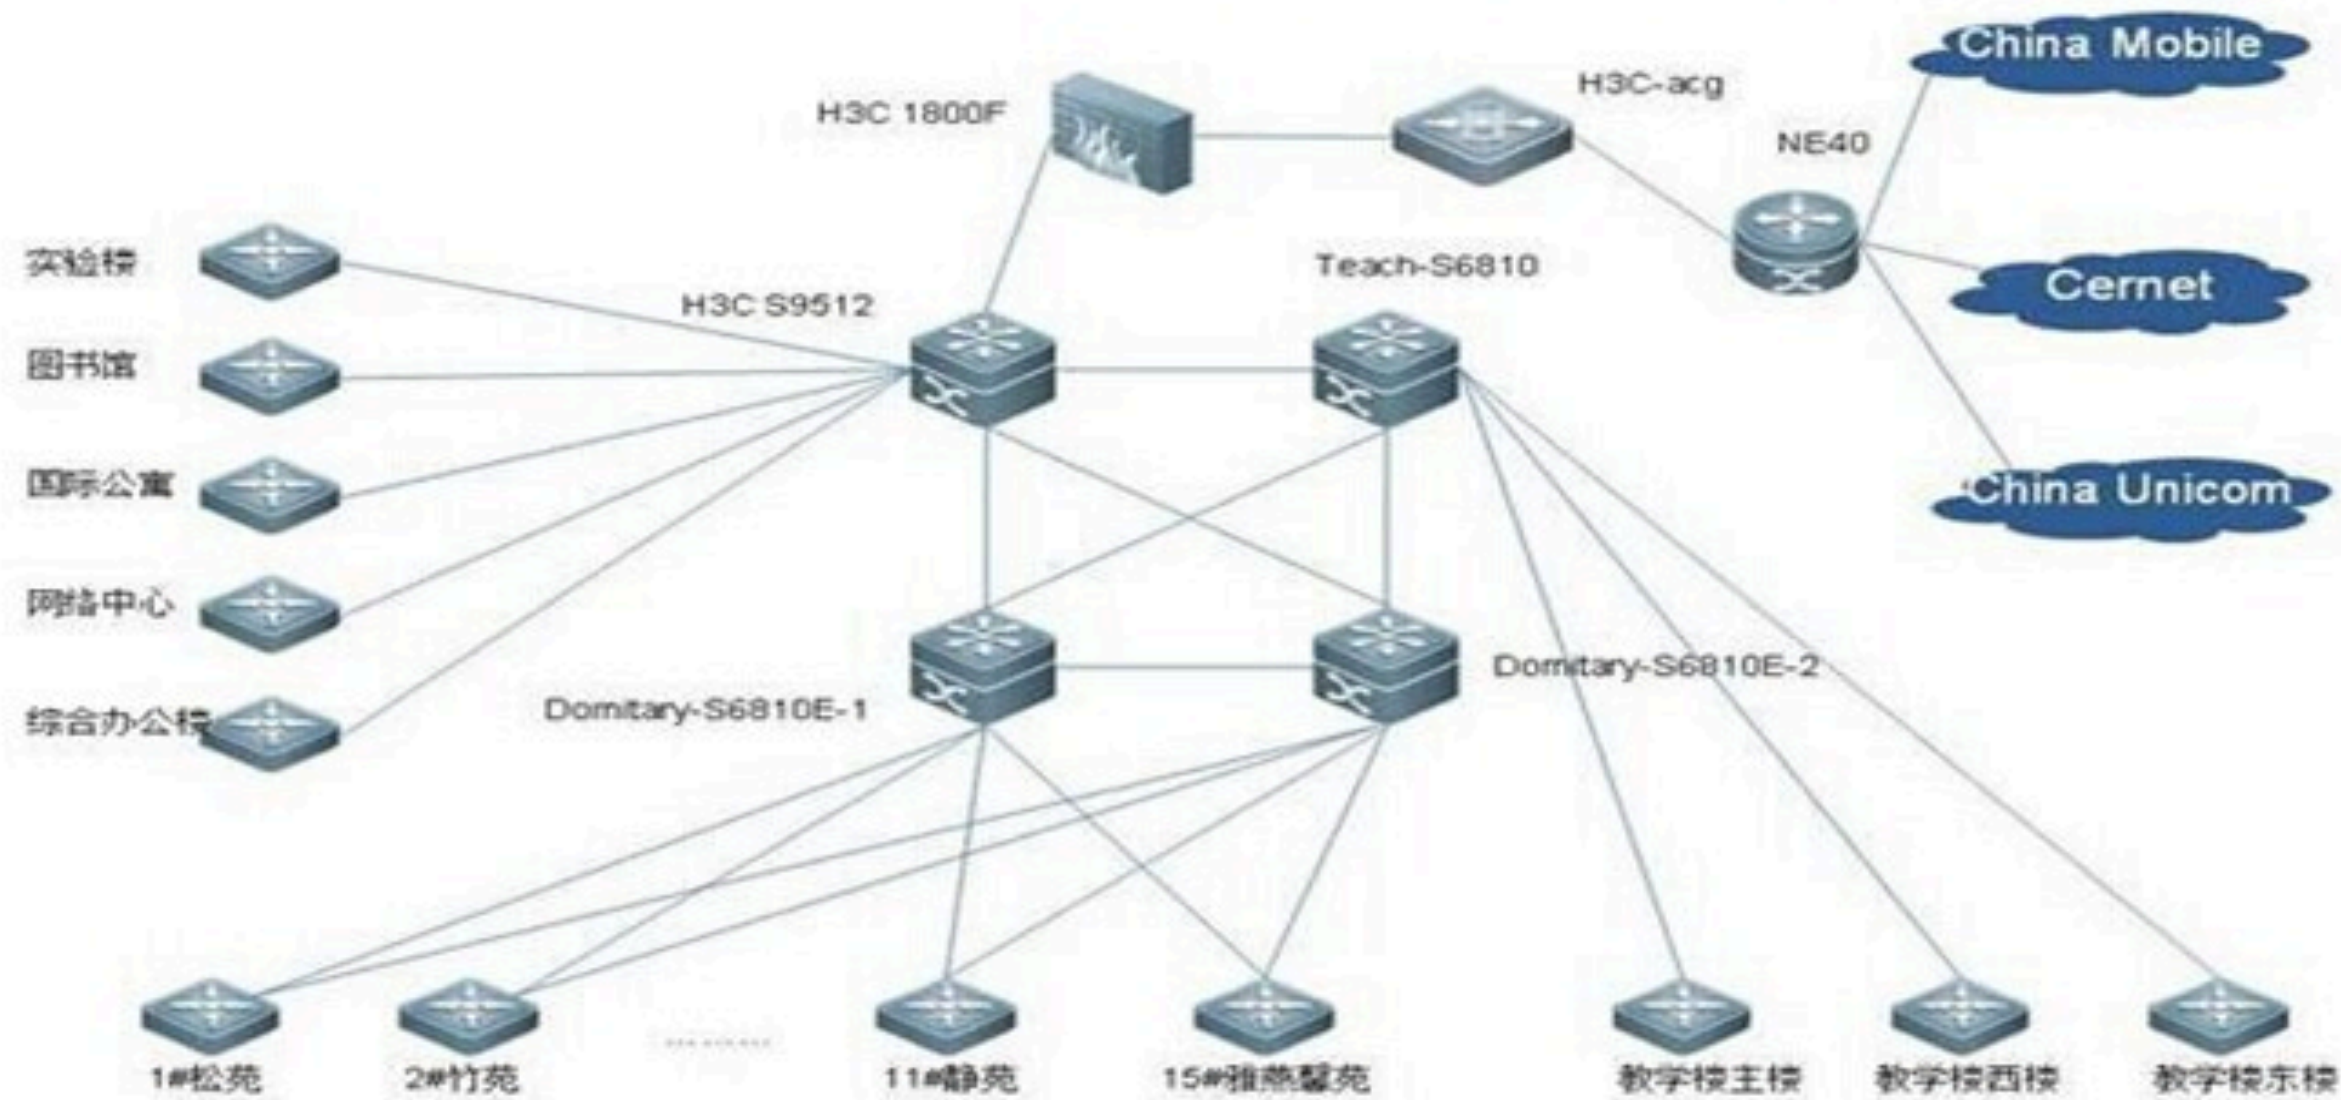 China Mobile
H3C-acg
H3C 1800F
NE40
实验楼
Teach-S6810
Cernet
H3C S9512
图书馆
国际公寓
China Unicom
网络中心
Domitary-S6810E-2
综合办公楼
Domitary-S6810E-1
1#松苑
2#竹苑
11#静苑
15#雅燕馨苑
教学楼主楼
教学楼西楼
教学楼东楼